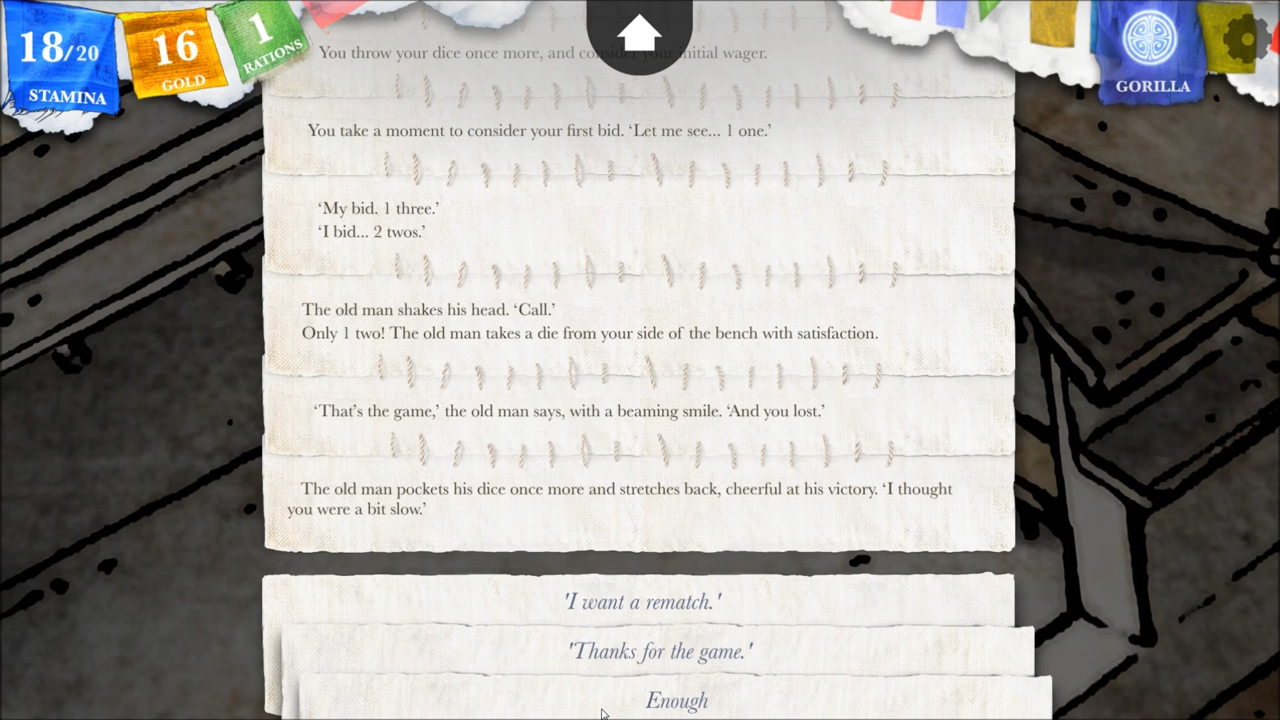 18/20
STAMINA
16
GOLD
1
RATIONS
GORILLA
You throw your dice once more, and consider your initial wager.
You take a moment to consider your first bid. ‘Let me see... 1 one.’
‘My bid. 1 three.’
‘I bid... 2 twos.’
The old man shakes his head. ‘Call.’
Only 1 two! The old man takes a die from your side of the bench with satisfaction.
‘That’s the game,’ the old man says, with a beaming smile. ‘And you lost.’
The old man pockets his dice once more and stretches back, cheerful at his victory. ‘I thought
you were a bit slow.’
'I want a rematch.'
'Thanks for the game.'
Enough